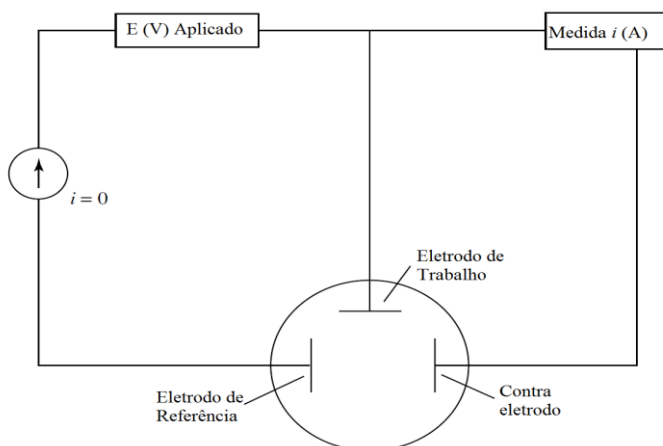 E (V) Aplicado
Medida i (A)
i = 0
Eletrodo de
Trabalho
Eletrodo de
Referência
Contra
eletrodo